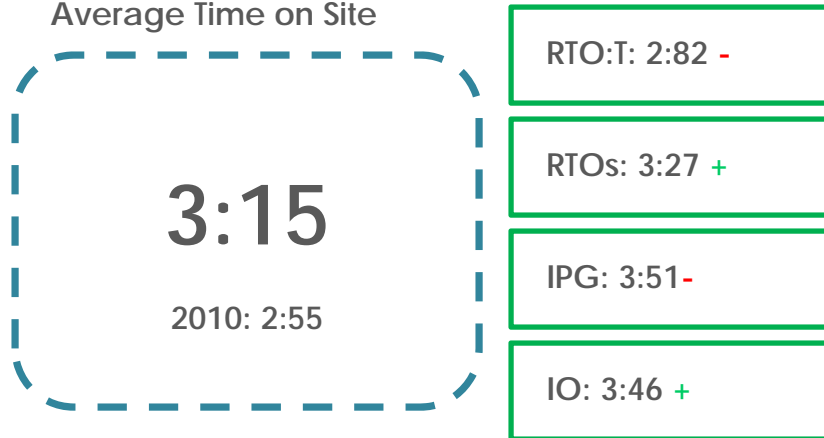 Average Time on Site
3:15
2010: 2:55
RTO:T: 2:82 -
RTOs: 3:27 +
IPG: 3:51-
IO: 3:46 +